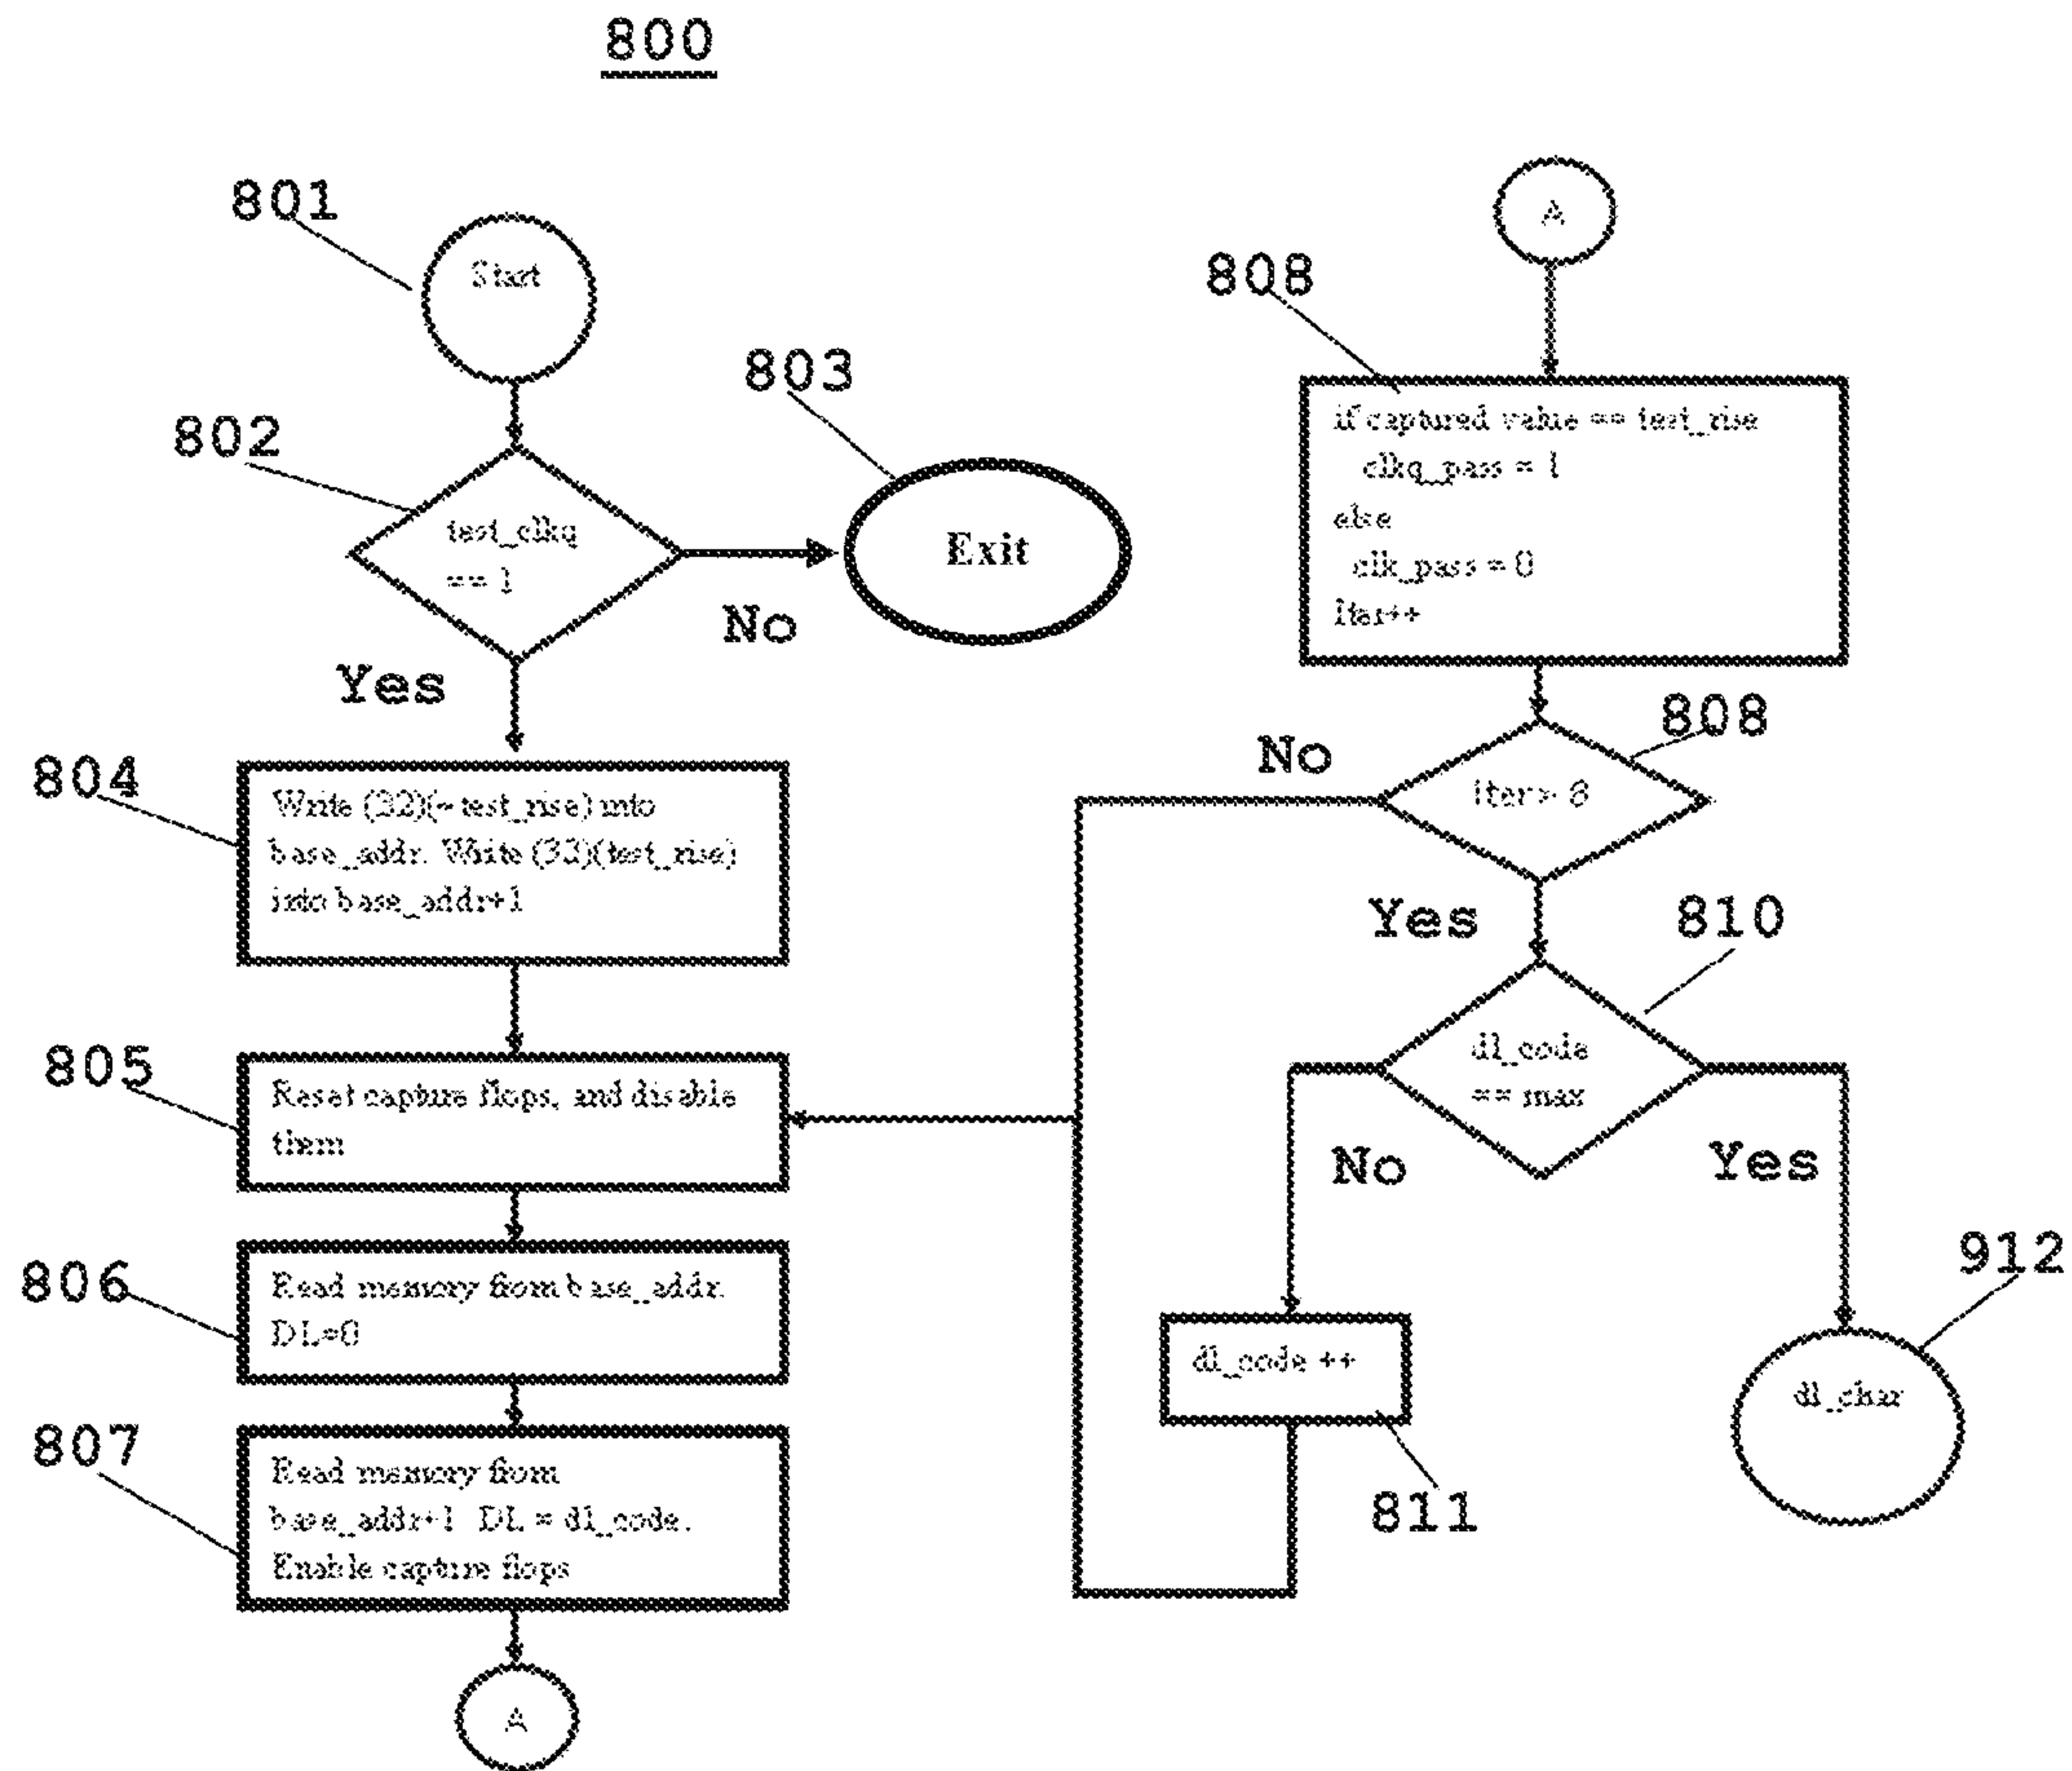 800
801
Start
802
test_clkq
== 1
803
Exit
No
Yes
804
Write (32)(~test_rise) into
base_addr. Write (32)(test_rise)
into base_addr+1
805
Reset capture flops, and disable
them
806
Read memory from base_addr.
DL=0
807
Read memory from
base_addr+1 DL = dl_code.
Enable capture flops
A
A
808
if captured value == test_rise
clkq_pass = 1
else
clk_pass = 0
Iter++
808
No
Iter> 8
Yes
810
dl_code
== max
No
Yes
dl_code ++
811
912
dl_char